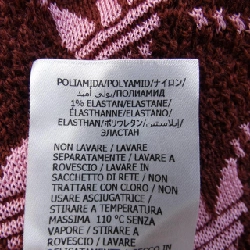 POLIAMIDA/POLYAMID/ナイロン/
بولي أميد/ПОЛИАМИД
1% ELASTAN/ELASTANE/
ELASTHANNE/ELASTANO/
ELASTHAN/ポリウレタン/إيلاستين/
ЭЛАСТАН
NON LAVARE / LAVARE
SEPARATAMENTE / LAVARE A
ROVESCIO / LAVARE IN
SACCHETTO DI RETE / NON
TRATTARE CON CLORO / NON
USARE ASCIUGATRICE /
STIRARE A TEMPERATURA
MASSIMA 110 °C SENZA
VAPORE / STIRARE A
ROVESCIO /